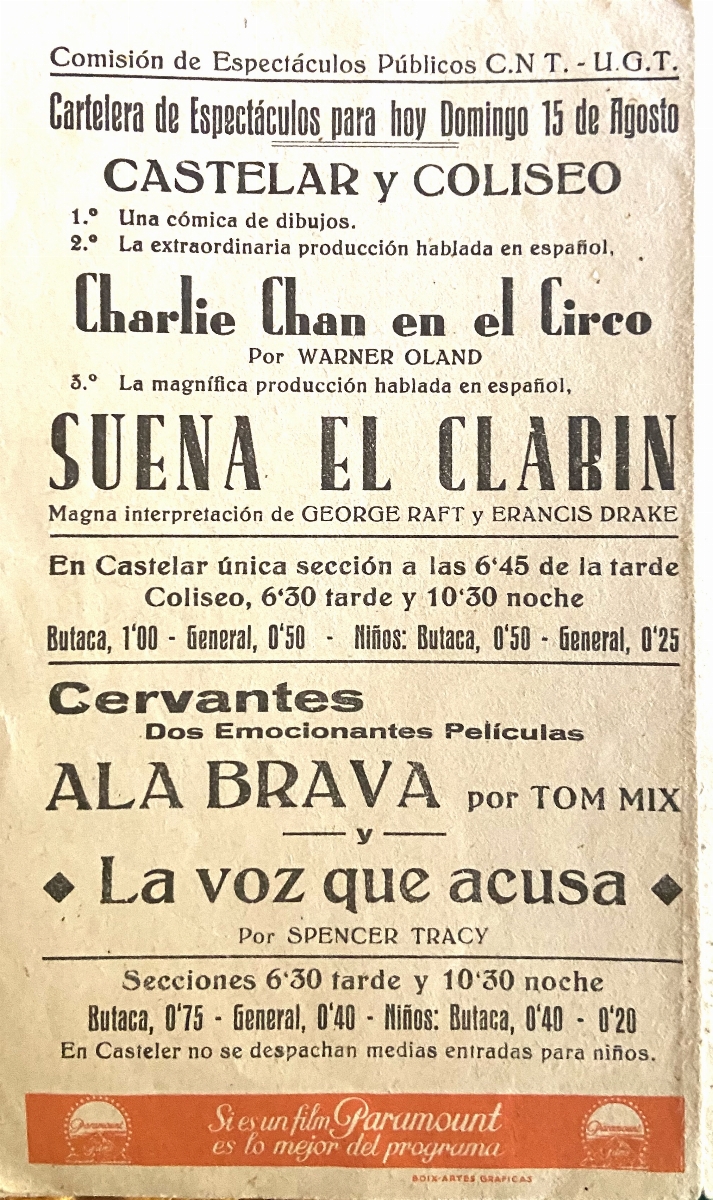 Comisión de Espectáculos Públicos C.N T. - U.G.T.
Cartelera de Espectáculos para hoy Domingo 15 de Agosto
CASTELAR y COLISEO
1.º Una cómica de dibujos.
2.º La extraordinaria producción hablada en español,
Charlie Chan en el Circo
Por WARNER OLAND
3.º La magnífica producción hablada en español,
SUENA EL CLARIN
Magna interpretación de GEORGE RAFT y ERANCIS DRAKE
En Castelar única sección a las 6‘45 de la tarde
Coliseo, 6‘30 tarde y 10‘30 noche
Butaca, 1‘00 - General, 0‘50 - Niños: Butaca, 0‘50 - General, 0‘25
Cervantes
Dos Emocionantes Películas
ALA BRAVA por TOM MIX
y
La voz que acusa
Por SPENCER TRACY
Secciones 6‘30 tarde y 10‘30 noche
Butaca, 0‘75 - General, 0‘40 - Niños: Butaca, 0‘40 - 0‘20
En Casteler no se despachan medias entradas para niños.
Paramount
Si es un film Paramount
es lo mejor del programa
Paramount
BOIX-ARTES GRAFICAS